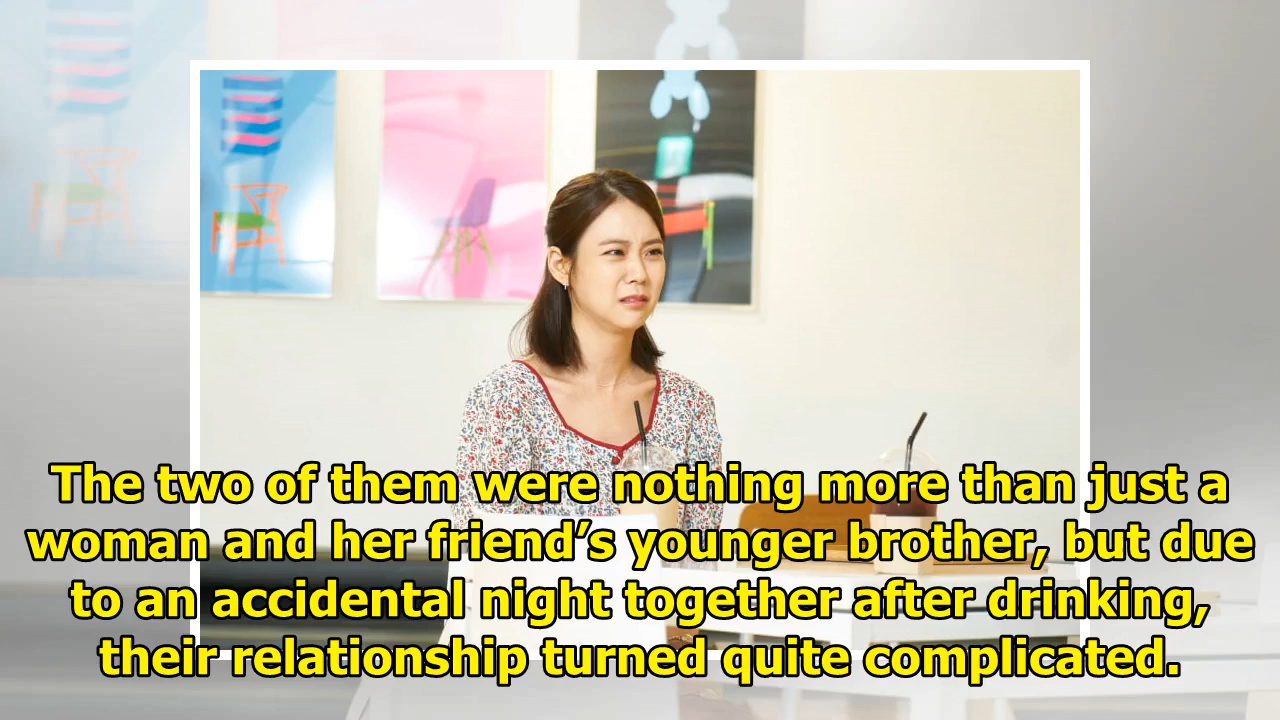 The two of them were nothing more than just a
woman and her friend’s younger brother, but due
to an accidental night together after drinking,
their relationship turned quite complicated.